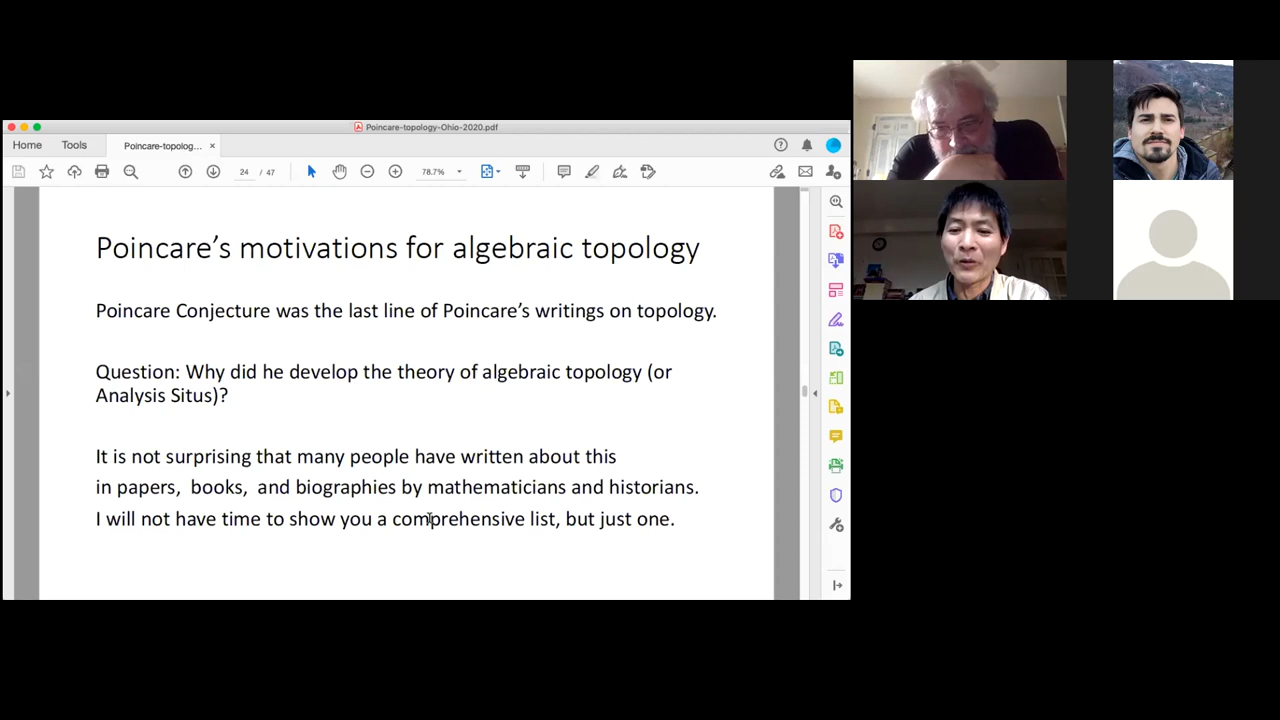 Poincare-topology-Ohio-2020.pdf
Home Tools Poincare-topolog... ×
24 / 47 78.7%
Poincare’s motivations for algebraic topology
Poincare Conjecture was the last line of Poincare’s writings on topology.
Question: Why did he develop the theory of algebraic topology (or
Analysis Situs)?
It is not surprising that many people have written about this
in papers, books, and biographies by mathematicians and historians.
I will not have time to show you a comprehensive list, but just one.